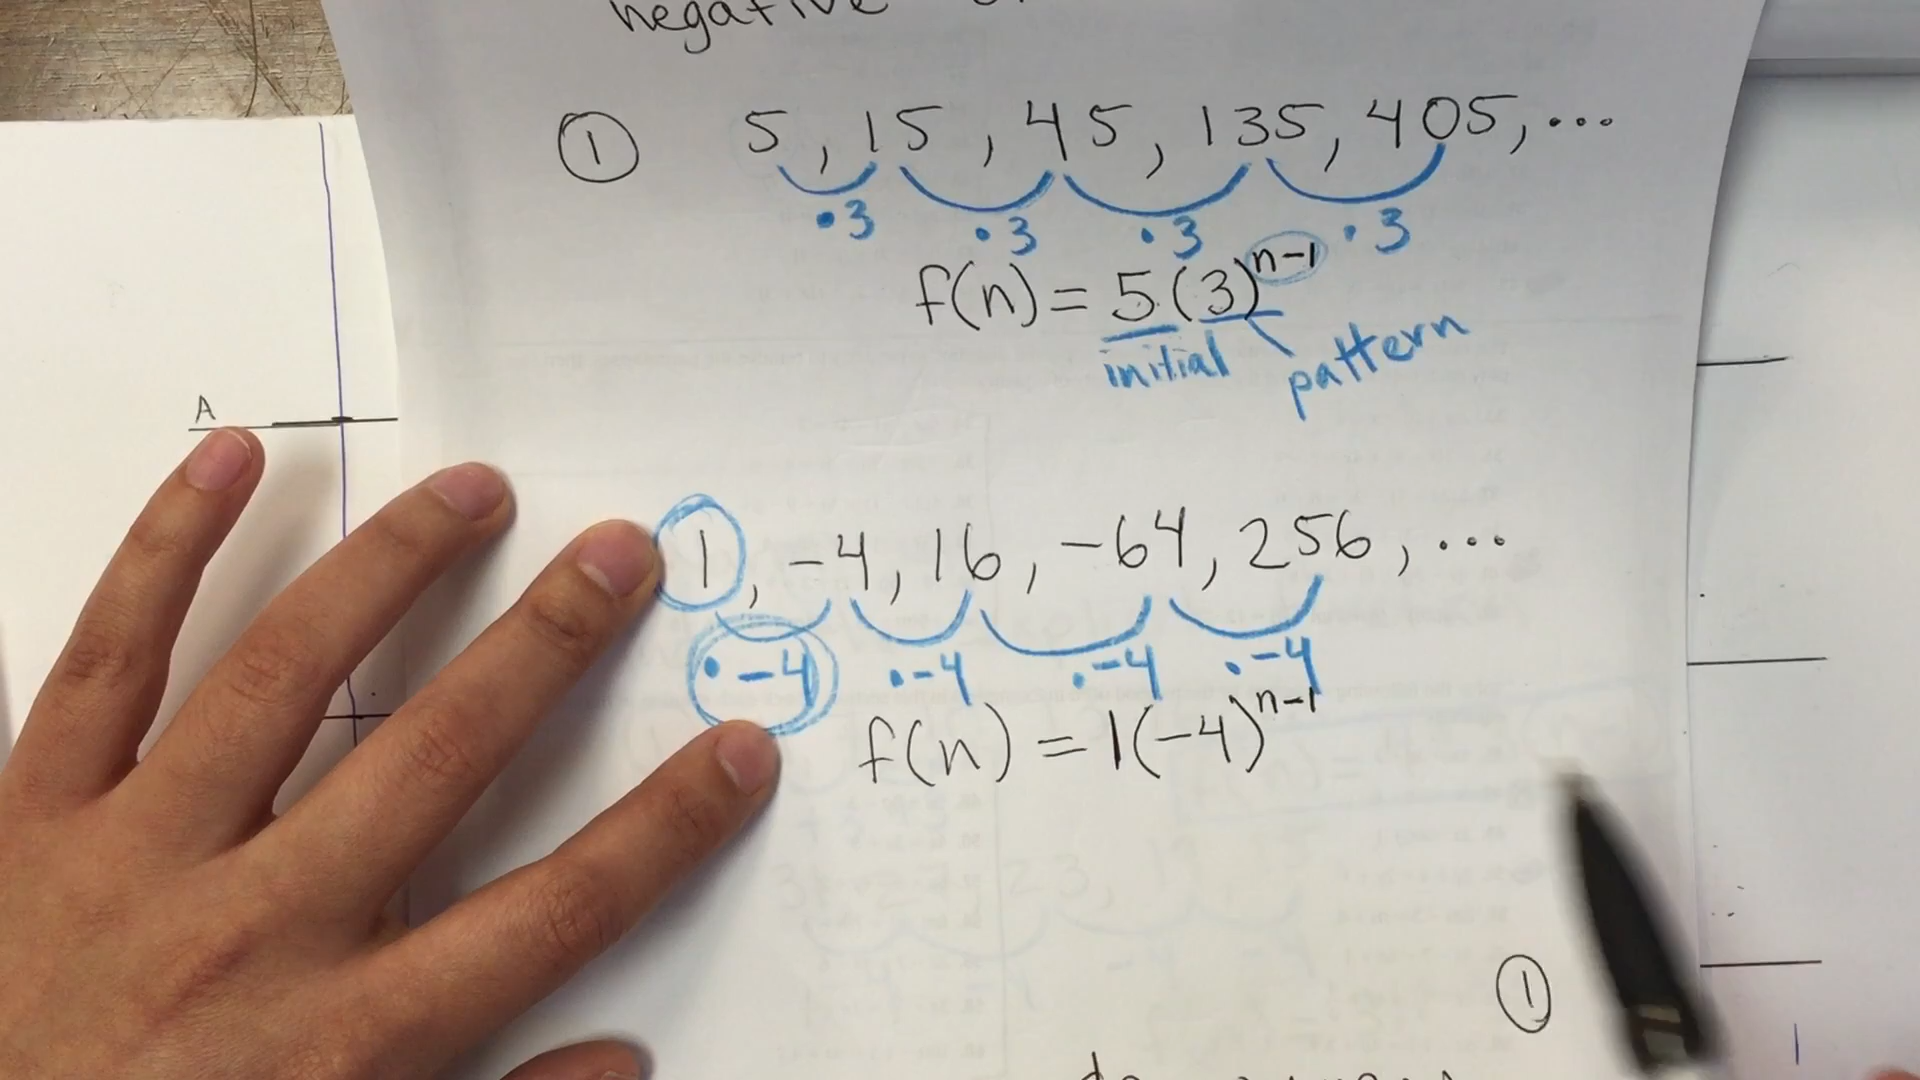 negative
① 5, 15, 45, 135, 405, ...
·3 ·3 ·3 ·3
f(n) = 5(3)^(n-1)
initial pattern
A
1, -4, 16, -64, 256, ...
· -4 · -4 · -4 · -4
f(n) = 1(-4)^(n-1)
①